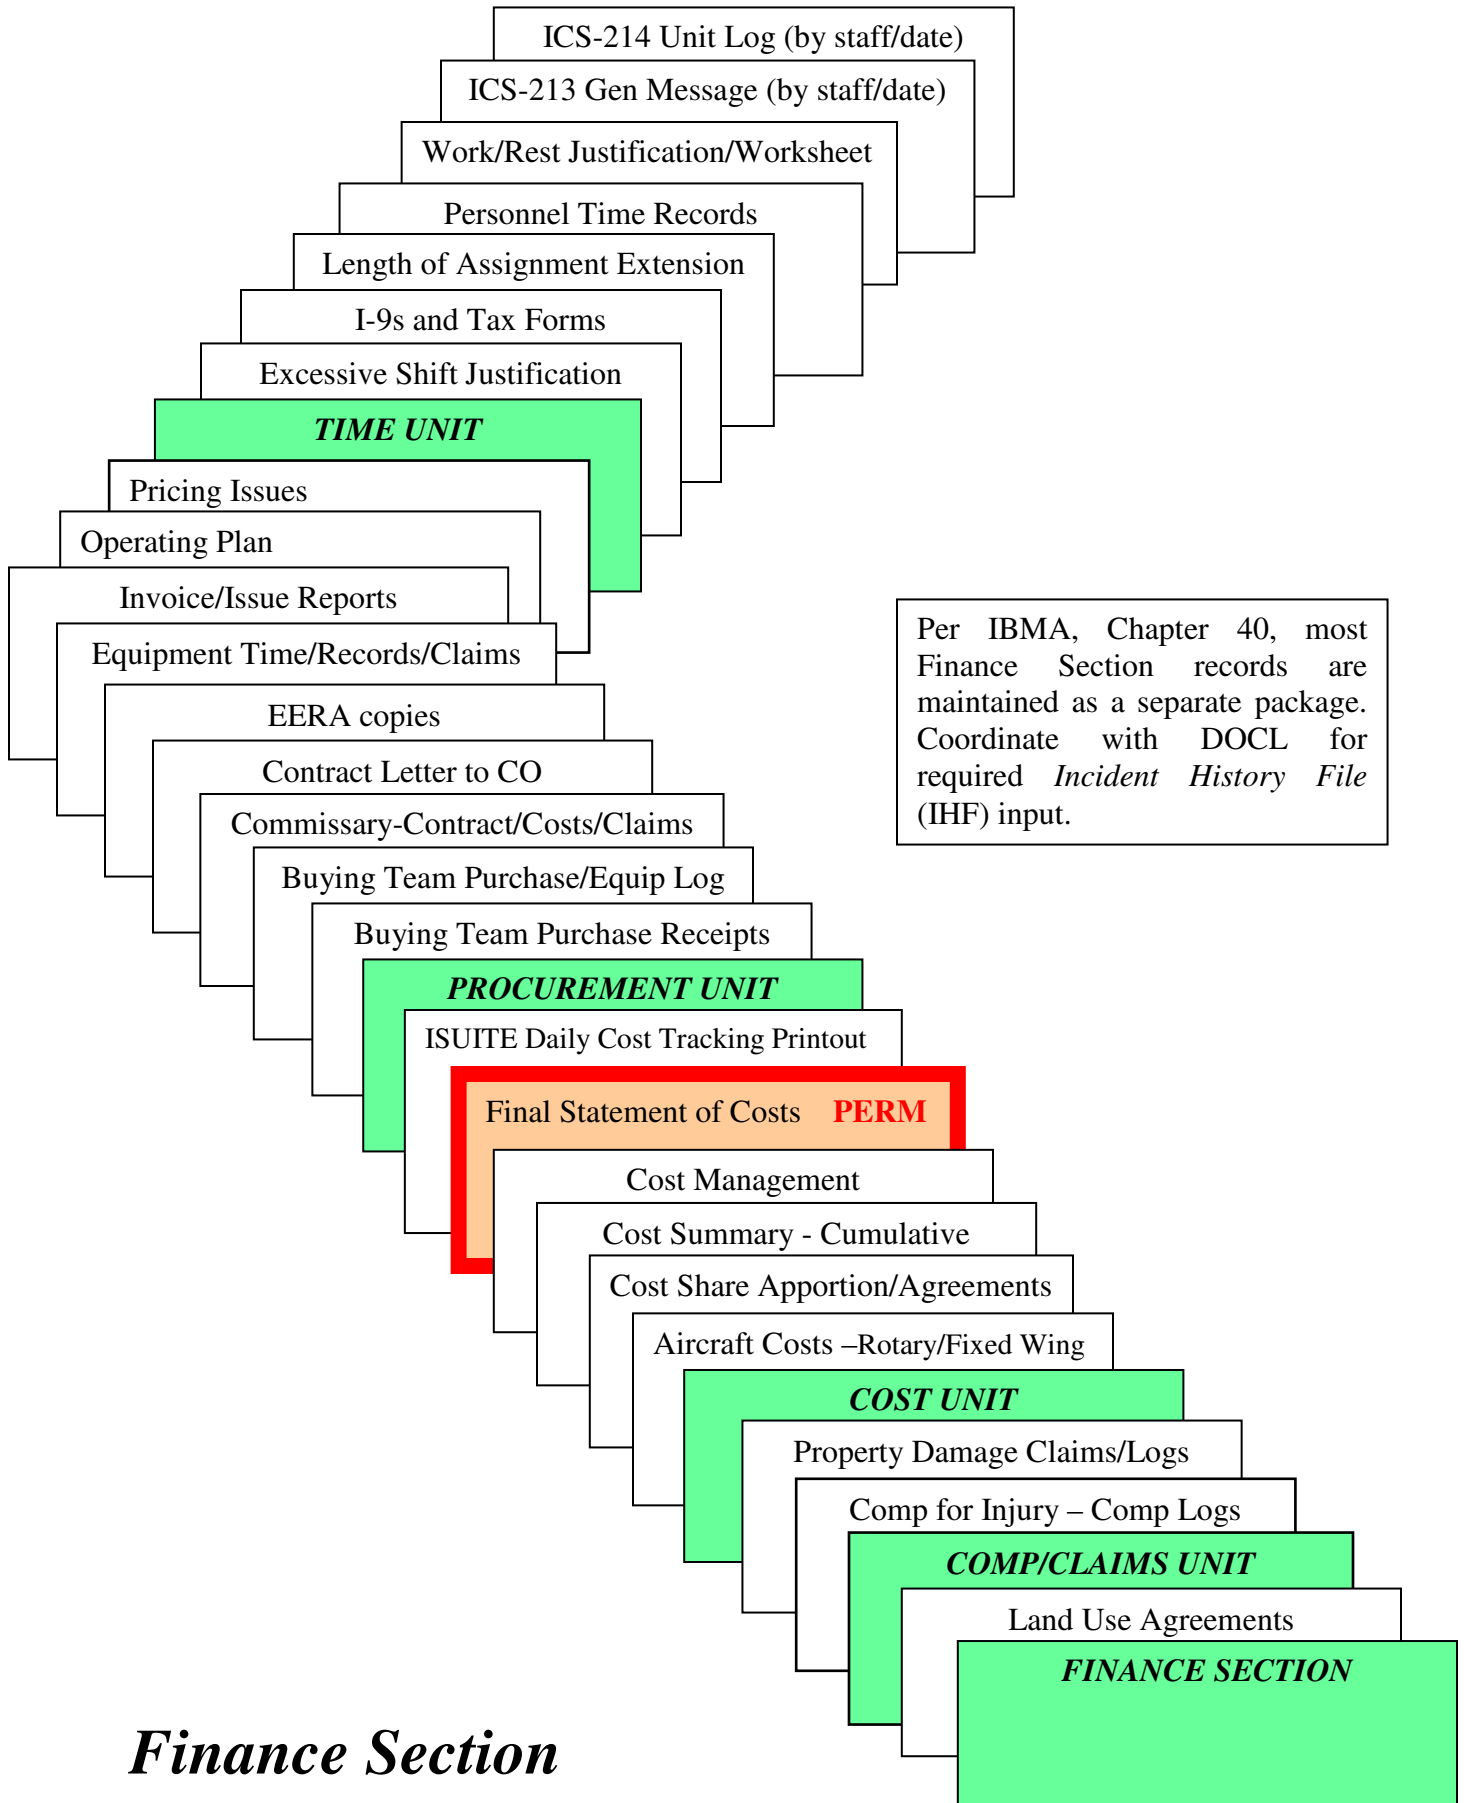 ICS-214 Unit Log (by staff/date)
ICS-213 Gen Message (by staff/date)
Work/Rest Justification/Worksheet
Personnel Time Records
Length of Assignment Extension
I-9s and Tax Forms
Excessive Shift Justification
TIME UNIT
Pricing Issues
Operating Plan
Invoice/Issue Reports
Equipment Time/Records/Claims
EERA copies
Contract Letter to CO
Commissary-Contract/Costs/Claims
Buying Team Purchase/Equip Log
Buying Team Purchase Receipts
PROCUREMENT UNIT
ISUITE Daily Cost Tracking Printout
Final Statement of Costs PERM
Cost Management
Cost Summary - Cumulative
Cost Share Apportion/Agreements
Aircraft Costs –Rotary/Fixed Wing
COST UNIT
Property Damage Claims/Logs
Comp for Injury – Comp Logs
COMP/CLAIMS UNIT
Land Use Agreements
FINANCE SECTION
Per IBMA, Chapter 40, most
Finance Section records are
maintained as a separate package.
Coordinate with DOCL for
required Incident History File
(IHF) input.
Finance Section